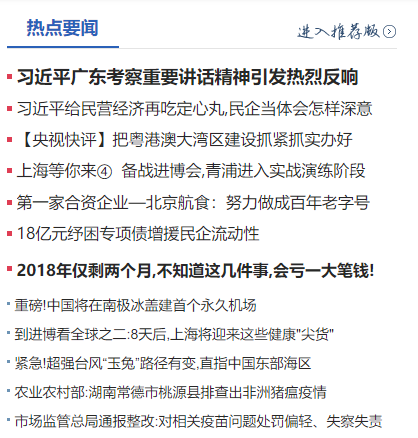 热点要闻
进入推荐版
习近平广东考察重要讲话精神引发热烈反响
习近平给民营经济再吃定心丸,民企当体会怎样深意
【央视快评】把粤港澳大湾区建设抓紧抓实办好
上海等你来④ 备战进博会,青浦进入实战演练阶段
第一家合资企业—北京航食：努力做成百年老字号
18亿元纾困专项债增援民企流动性
2018年仅剩两个月,不知道这几件事,会亏一大笔钱!
重磅!中国将在南极冰盖建首个永久机场
到进博看全球之二:8天后,上海将迎来这些健康"尖货"
紧急!超强台风“玉兔”路径有变,直指中国东部海区
农业农村部:湖南常德市桃源县排查出非洲猪瘟疫情
市场监管总局通报整改:对相关疫苗问题处罚偏轻、失察失责